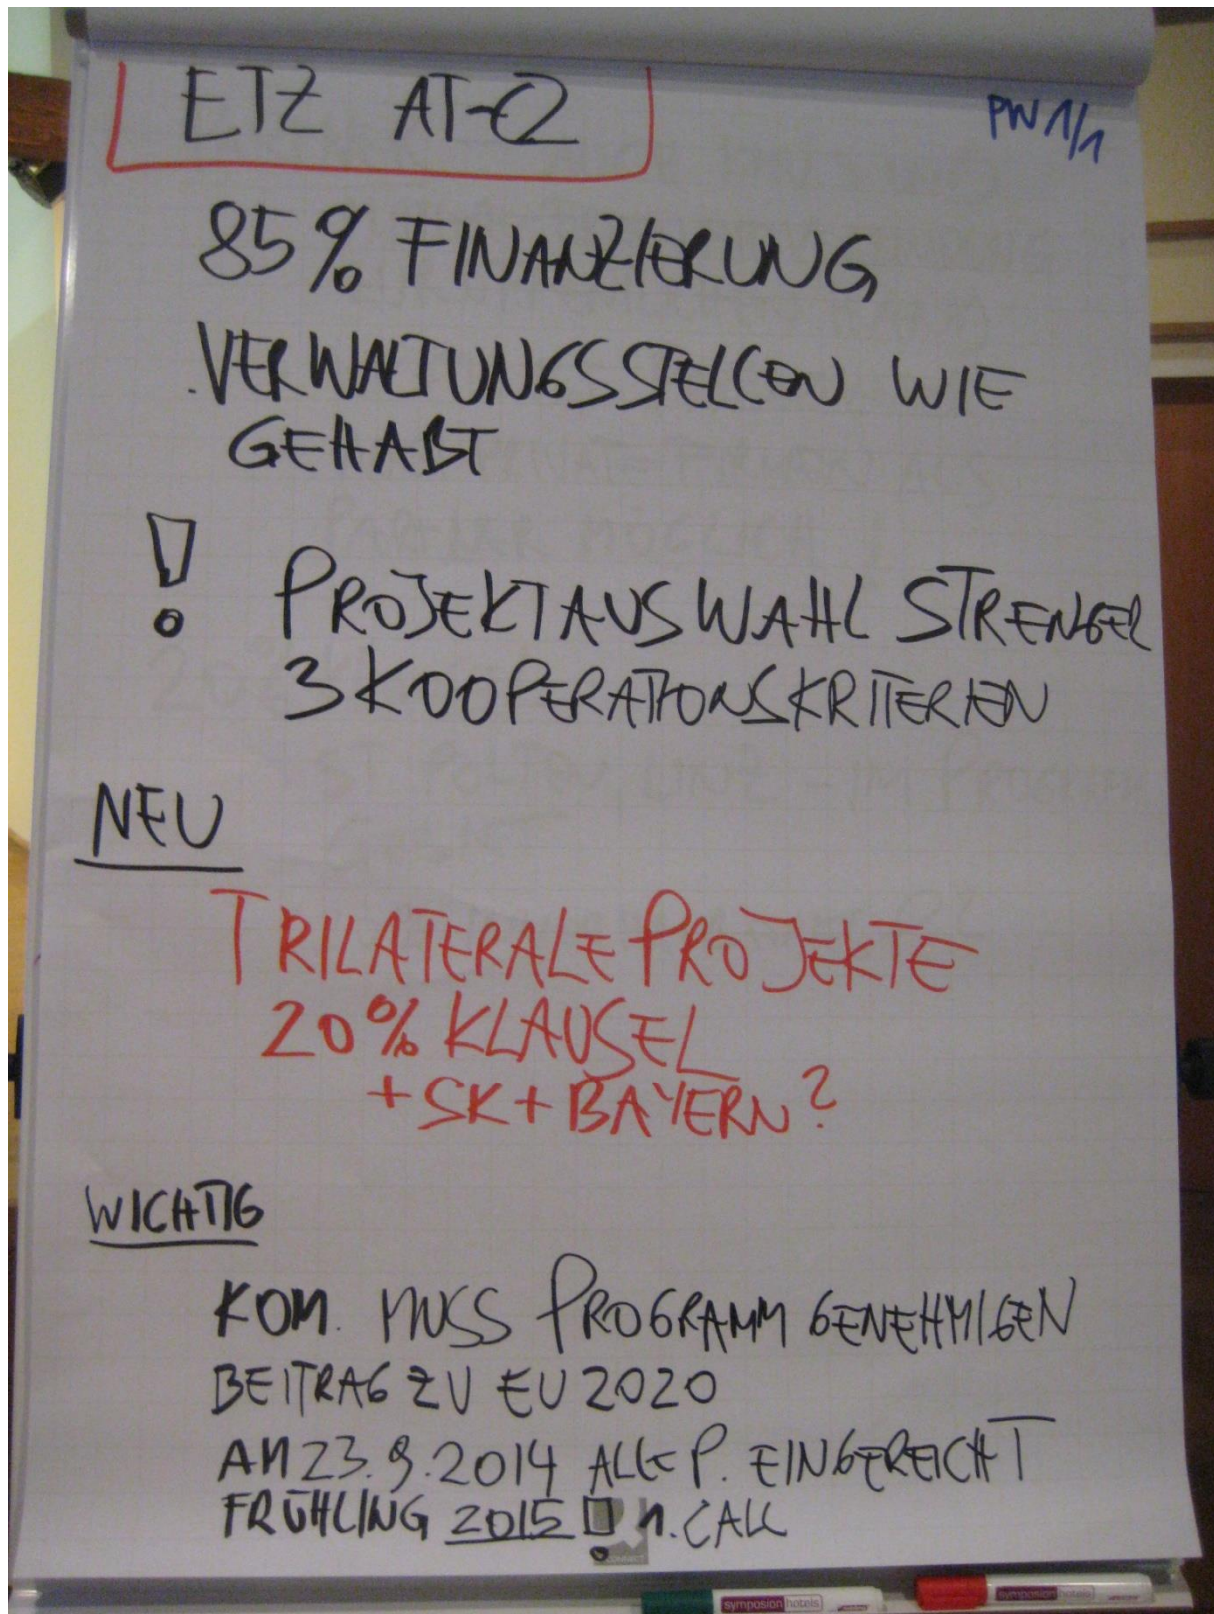 ETZ AT-CZ
PW 1/1
85% FINANZIERUNG
VERWALTUNGSSTELLEN WIE
GEHABT
! PROJEKTAUSWAHL STRENGER
3 KOOPERATIONSKRITERIEN
NEU
TRILATERALE PROJEKTE
20% KLAUSEL
+ SK + BAYERN?
WICHTIG
KOM. MUSS PROGRAMM GENEHMIGEN
BEITRAG ZU EU 2020
AM 23.9.2014 ALLE P. EINGEREICHT
FRÜHLING 2015 ! 1. CALL
symposion hotels
symposion hotels